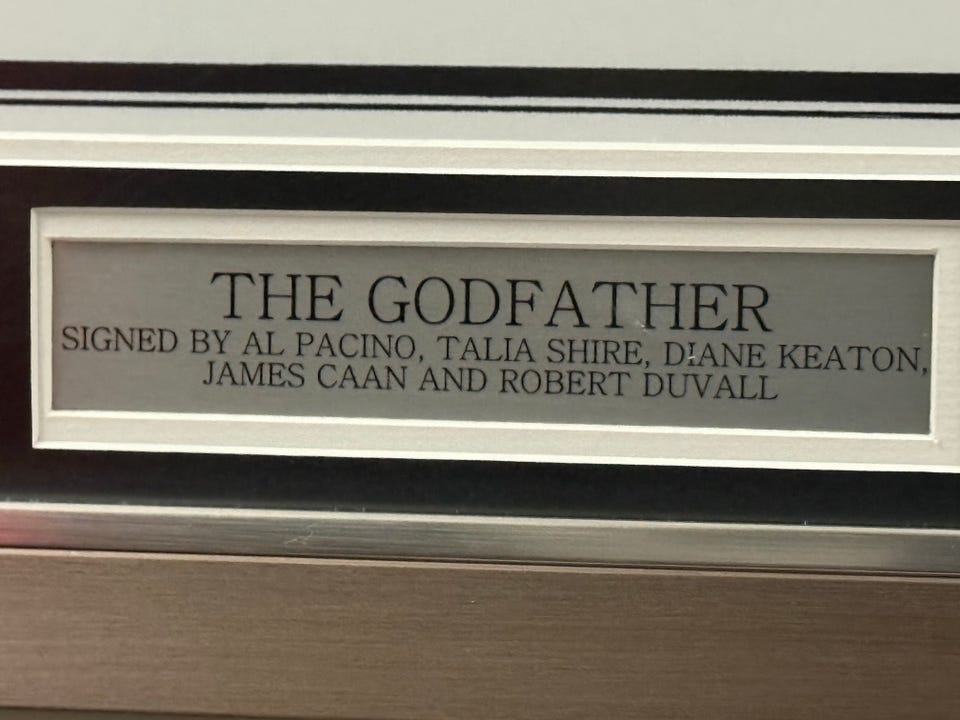 THE GODFATHER
SIGNED BY AL PACINO, TALIA SHIRE, DIANE KEATON,
JAMES CAAN AND ROBERT DUVALL